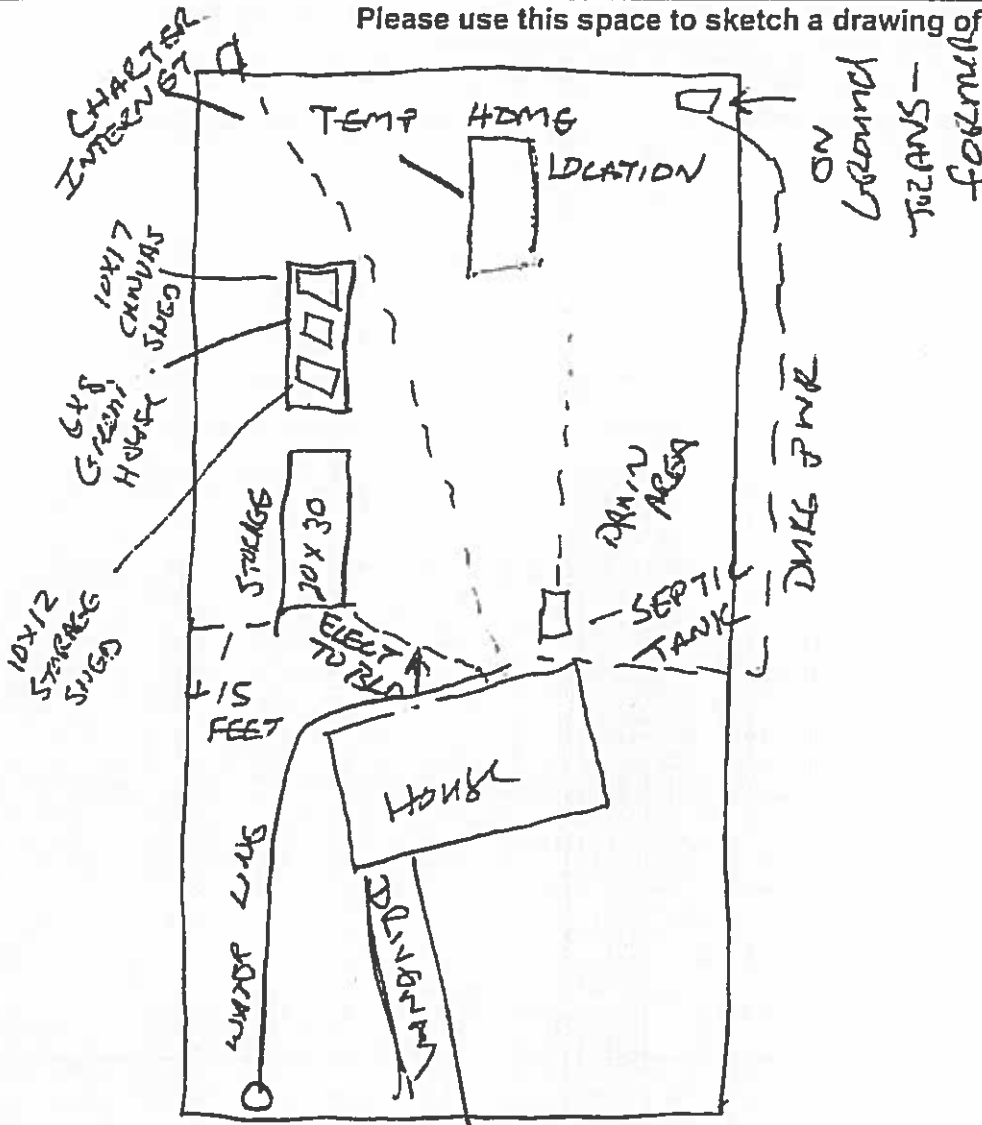 Please use this space to sketch a drawing of
CHARTER
INTERNET
TEMP HOME
LOCATION
ON
GROUND
TRANS-
FORMER
10X17
CANVAS
SHED
6X8
GREEN
HOUSE
10X12
STORAGE
SHED
STORAGE
20X30
DRAIN
AREA
DUKE PWR
SEPTIC
TANK
ELECT
TO BLD
15
FEET
HOUSE
WATER LINE
DRIVEWAY